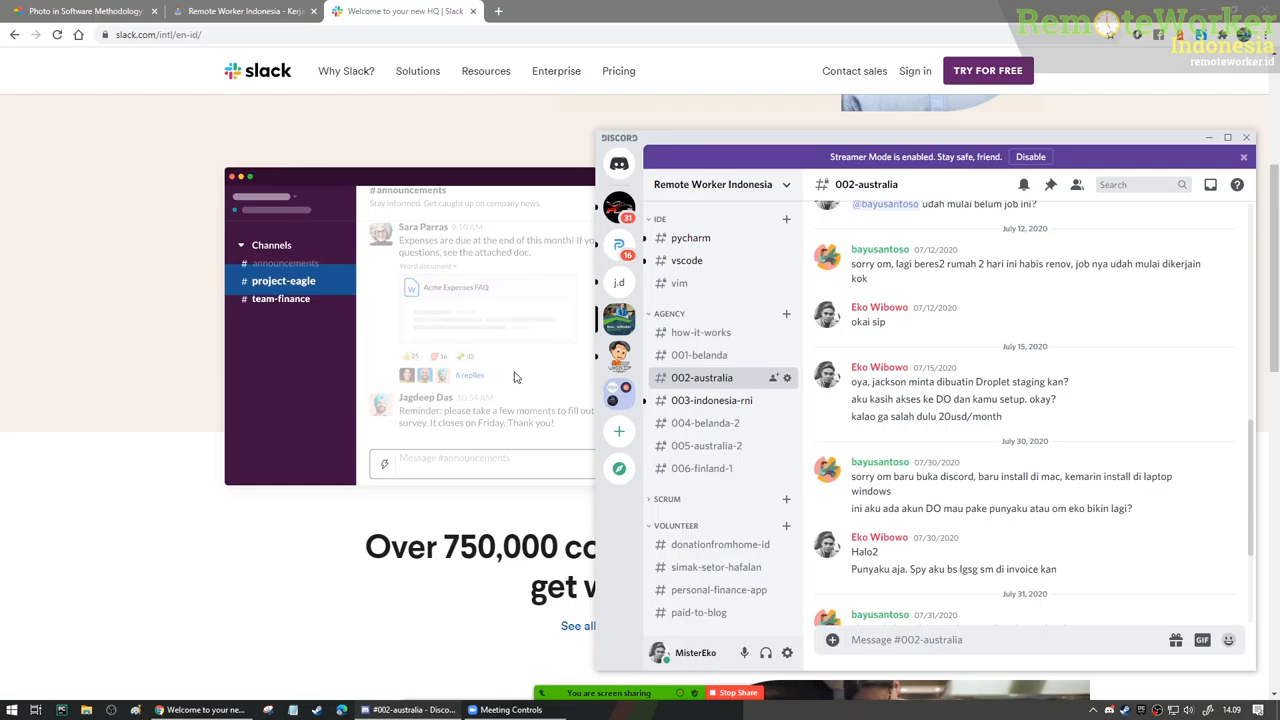 Photo in Software Methodology
Remote Worker - Kerja
Welcome to your new HQ | Slack
slack.com/intl/en-id/
RemoteWorker
Indonesia
remoteworker.id
slack
Why Slack?
Solutions
Resources
Enterprise
Pricing
Contact sales
Sign in
TRY FOR FREE
#announcements
Stay informed. Get caught up on company news.
Channels
# announcements
# project-eagle
# team-finance
Sara Parras 9:10 AM
Expenses are due at the end of this month! If yo
questions, see the attached doc.
Word document
Acme Expenses FAQ
25
16
32
6 replies
Jagdeep Das 10:54 AM
Reminder: please take a few moments to fill out
survey. It closes on Friday. Thank you!
Message #announcements
Over 750,000 co
get w
See all
DISCORD
Streamer Mode is enabled. Stay safe, friend.
Disable
31
16
j.d
Remote Worker Indonesia
IDE
# pycharm
# vscode
# vim
AGENCY
# how-it-works
# 001-belanda
# 002-australia
# 003-indonesia-rni
# 004-belanda-2
# 005-australia-2
# 006-finland-1
SCRUM
VOLUNTEER
# donationfromhome-id
# simak-setor-hafalan
# personal-finance-app
# paid-to-blog
MisterEko
# 002-australia
Search
@bayusantoso udah mulai belum job ini?
July 12, 2020
bayusantoso 07/12/2020
sorry om, lagi beres2 rumah 2 hari ini habis renov, job nya udah mulai dikerjain
kok
Eko Wibowo 07/12/2020
okai sip
July 15, 2020
Eko Wibowo 07/15/2020
oya, jackson minta dibuatin Droplet staging kan?
aku kasih akses ke DO dan kamu setup. okay?
kalao ga salah dulu 20usd/month
July 30, 2020
bayusantoso 07/30/2020
sorry om baru buka discord, baru install di mac, kemarin install di laptop
windows
ini aku ada akun DO mau pake punyaku atau om eko bikin lagi?
Eko Wibowo 07/30/2020
Halo2
Punyaku aja. Spy aku bs lgsg sm di invoice kan
July 31, 2020
bayusantoso 07/31/2020
Message #002-australia
GIF
You are screen sharing
Stop Share
Welcome to your ne...
#002-australia - Disco...
Meeting Controls
14.09